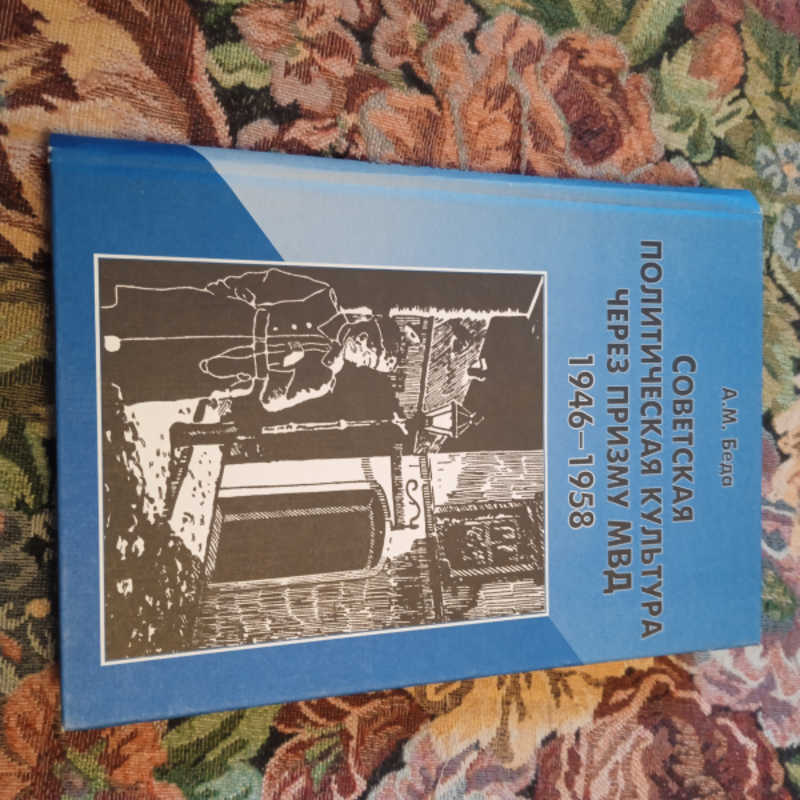 А.М. Беда
СОВЕТСКАЯ
ПОЛИТИЧЕСКАЯ КУЛЬТУРА
ЧЕРЕЗ ПРИЗМУ МВД
1946–1958